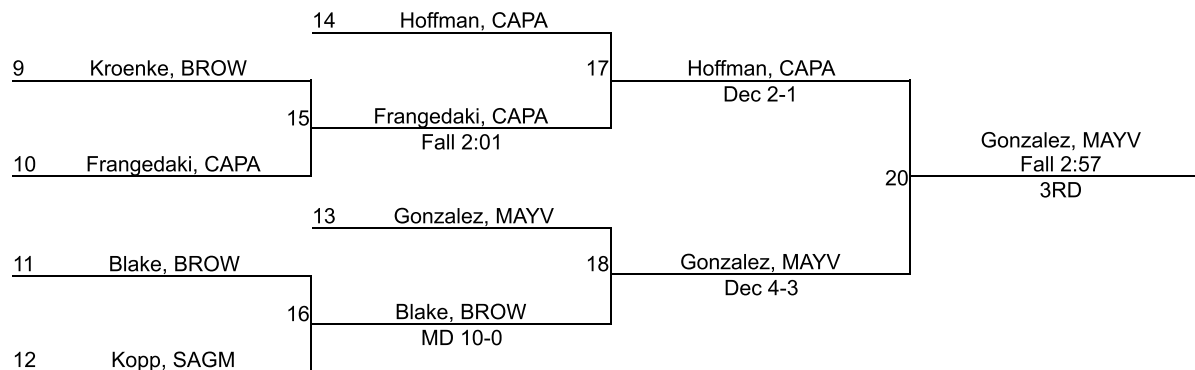 14 Hoffman, CAPA
9 Kroenke, BROW
17 Hoffman, CAPA
Dec 2-1
15 Frangedaki, CAPA
Fall 2:01
10 Frangedaki, CAPA
Gonzalez, MAYV
Fall 2:57
20
3RD
13 Gonzalez, MAYV
11 Blake, BROW
18 Gonzalez, MAYV
Dec 4-3
16 Blake, BROW
MD 10-0
12 Kopp, SAGM